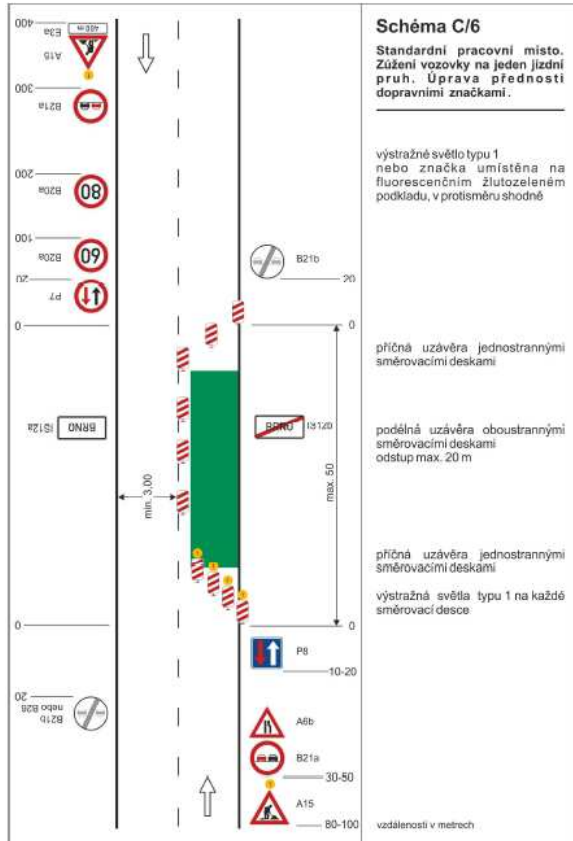 Schéma C/6
Standardní pracovní místo.
Zúžení vozovky na jeden jízdní
pruh. Úprava přednosti
dopravními značkami.
výstražné světlo typu 1
nebo značka umístěna na
fluorescenčním žlutozeleném
podkladu, v protisměru shodně
příčná uzávěra jednostrannými
směrovacími deskami
podélná uzávěra oboustrannými
směrovacími deskami
odstup max. 20 m
příčná uzávěra jednostrannými
směrovacími deskami
výstražná světla typu 1 na každé
směrovací desce
vzdálenosti v metrech
400
E3a
400 m
A15
300
B21a
200
B20a
80
100
B20a
60
20
P7
0
IS12a
BRNO
0
20
B21b
nebo B26
min. 3,00
B21b
20
0
BRNO
IS12b
max. 50
0
P8
10-20
A6b
B21a
30-50
A15
80-100